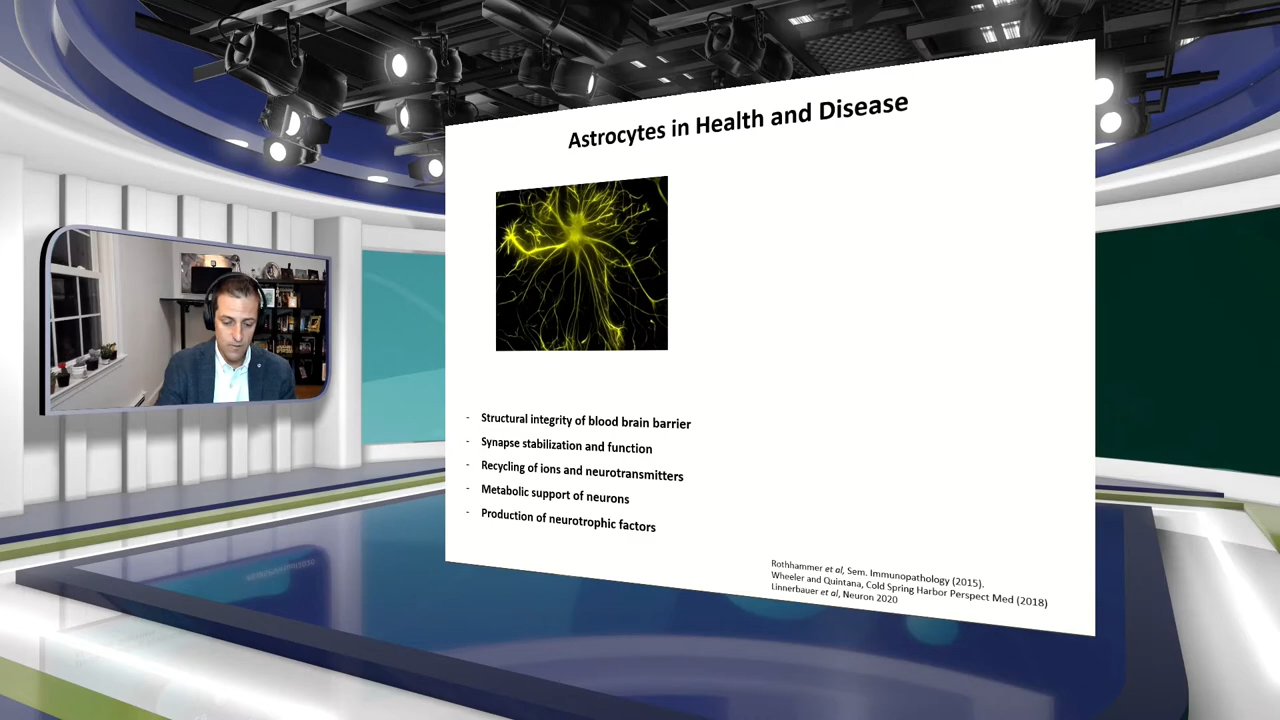 Astrocytes in Health and Disease
- Structural integrity of blood brain barrier
- Synapse stabilization and function
- Recycling of ions and neurotransmitters
- Metabolic support of neurons
- Production of neurotrophic factors
Rothhammer et al, Sem. Immunopathology (2015).
Wheeler and Quintana, Cold Spring Harbor Perspect Med (2018)
Linnerbauer et al, Neuron 2020